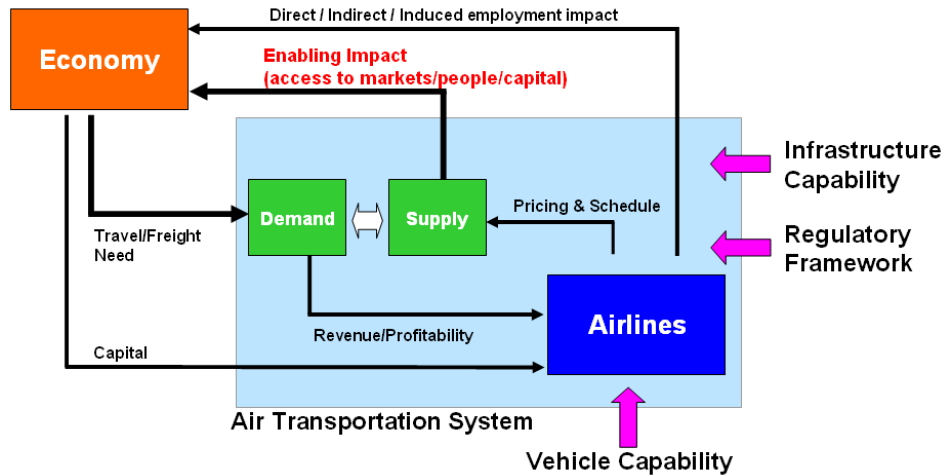 Direct / Indirect / Induced employment impact
Economy
Enabling Impact
(access to markets/people/capital)
Infrastructure
Capability
Demand
Supply
Pricing & Schedule
Travel/Freight
Need
Regulatory
Framework
Airlines
Revenue/Profitability
Capital
Air Transportation System
Vehicle Capability